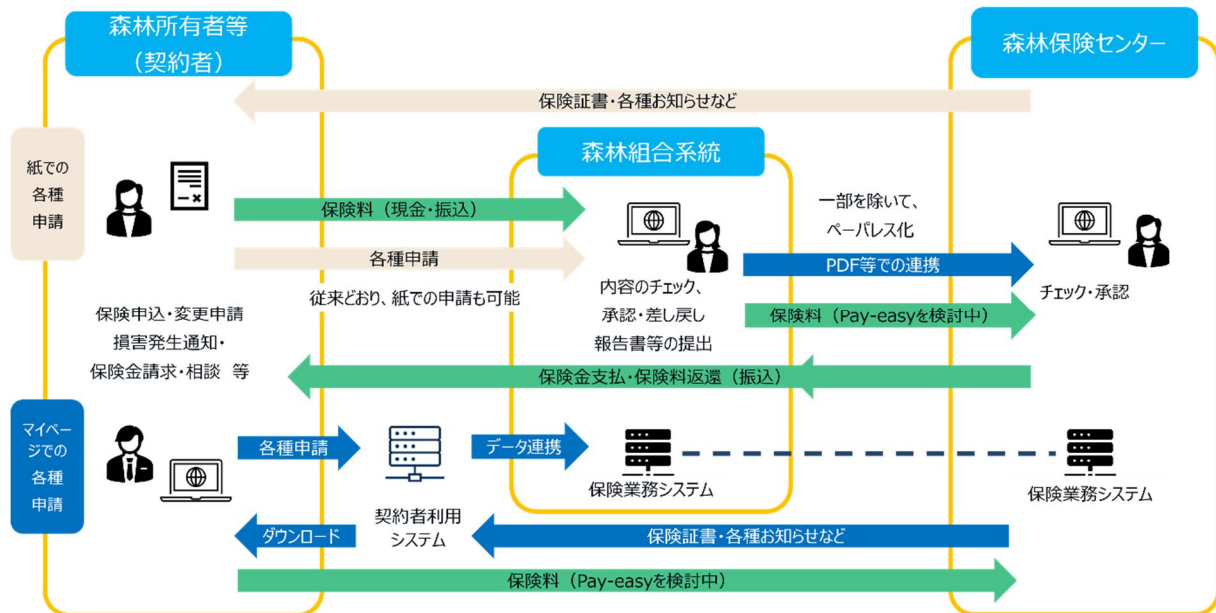 森林所有者等
（契約者）
森林保険センター
保険証書・各種お知らせなど
森林組合系統
紙での
各種
申請
保険料（現金・振込）
一部を除いて、
ペーパレス化
各種申請
PDF等での連携
従来どおり、紙での申請も可能
内容のチェック、
承認・差し戻し
報告書等の提出
チェック・承認
保険料（Pay-easyを検討中）
保険申込・変更申請
損害発生通知・
保険金請求・相談 等
保険金支払・保険料返還（振込）
マイペー
ジでの
各種
申請
各種申請
データ連携
保険業務システム
保険業務システム
契約者利用
システム
ダウンロード
保険証書・各種お知らせなど
保険料（Pay-easyを検討中）